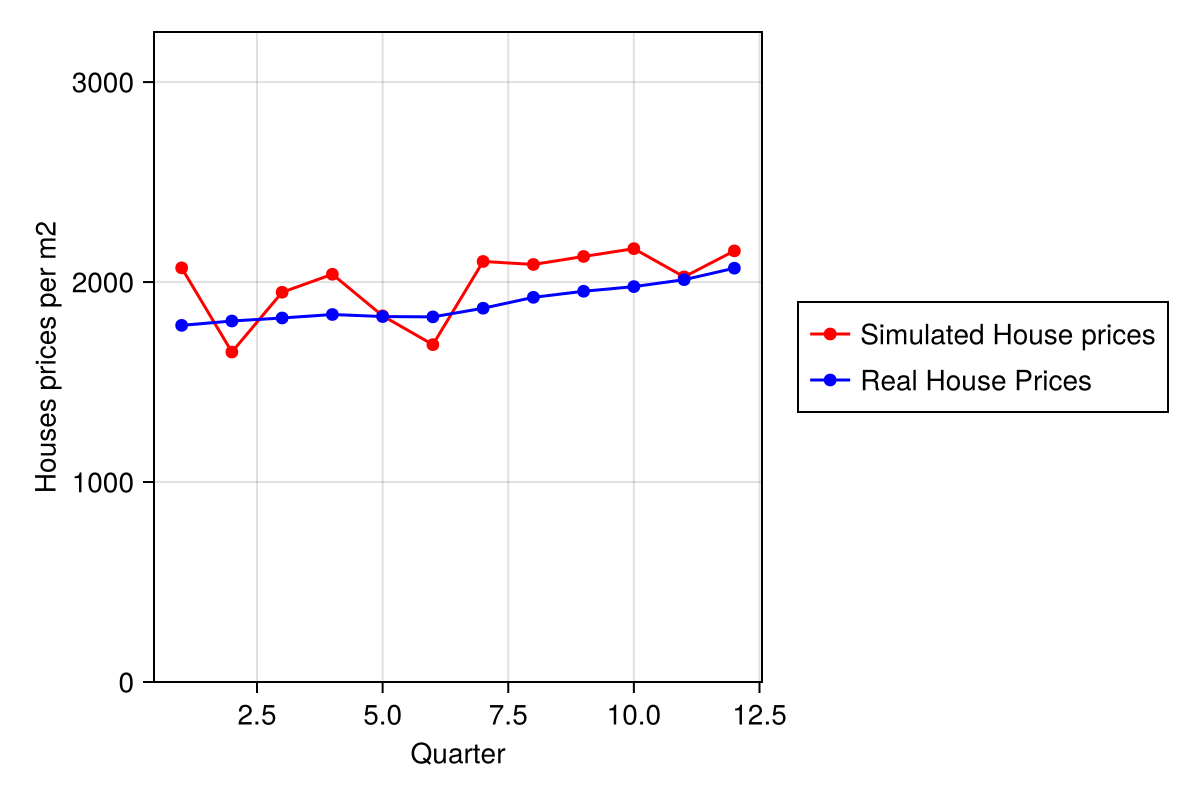 3000
2000
1000
0
Houses prices per m2
2.5 5.0 7.5 10.0 12.5
Quarter
Simulated House prices
Real House Prices